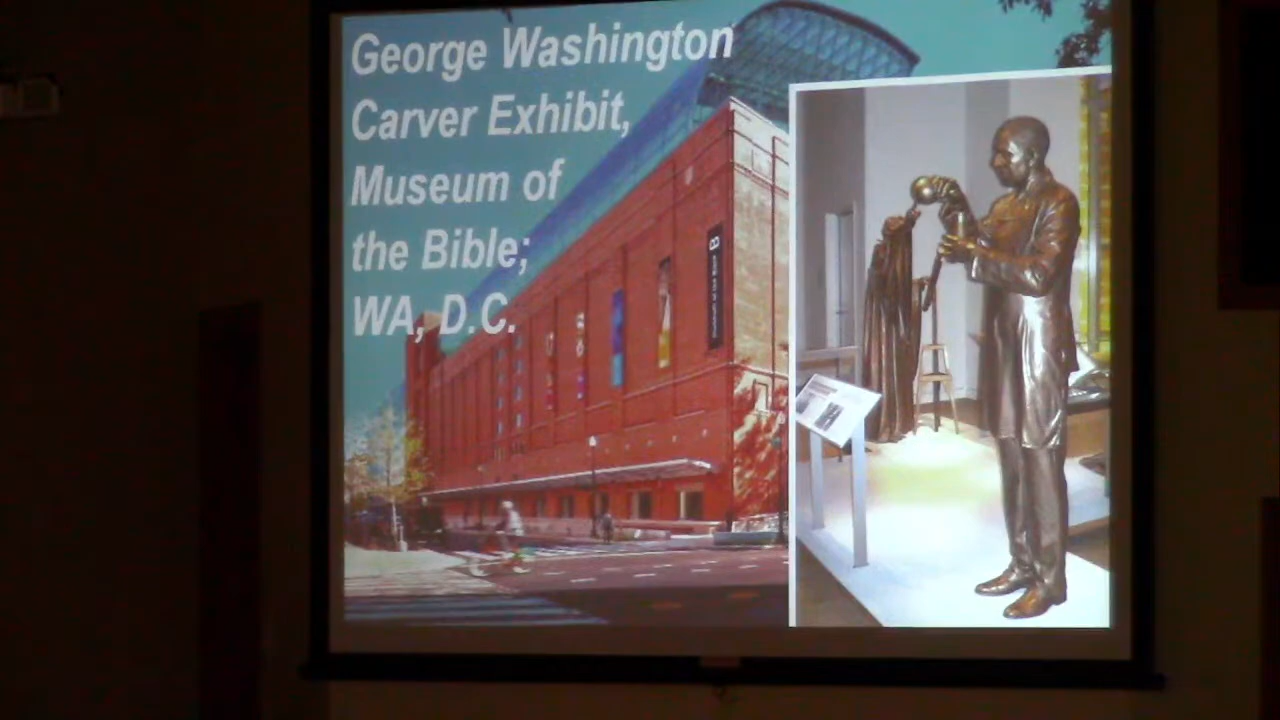 George Washington
Carver Exhibit,
Museum of
the Bible;
WA, D.C.